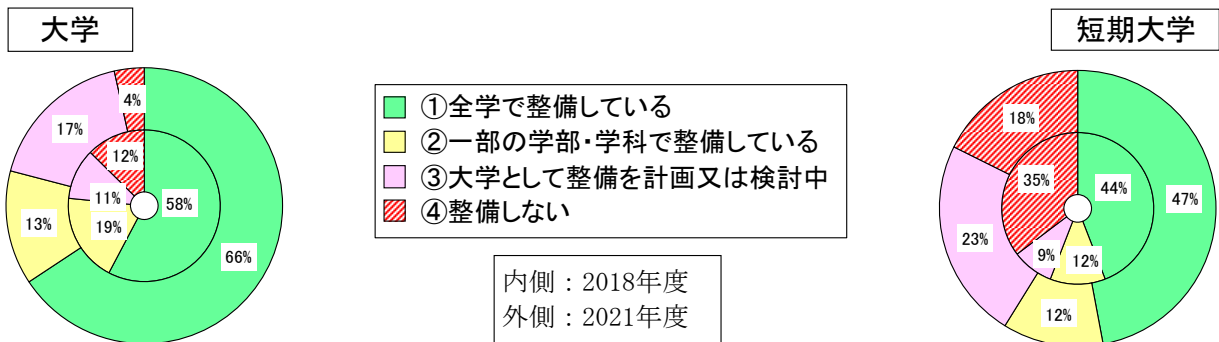 大学
短期大学
4%
17%
12%
11%
58%
19%
13%
66%
①全学で整備している
②一部の学部・学科で整備している
③大学として整備を計画又は検討中
④整備しない
内側：2018年度
外側：2021年度
18%
35%
44%
47%
23%
9%
12%
12%